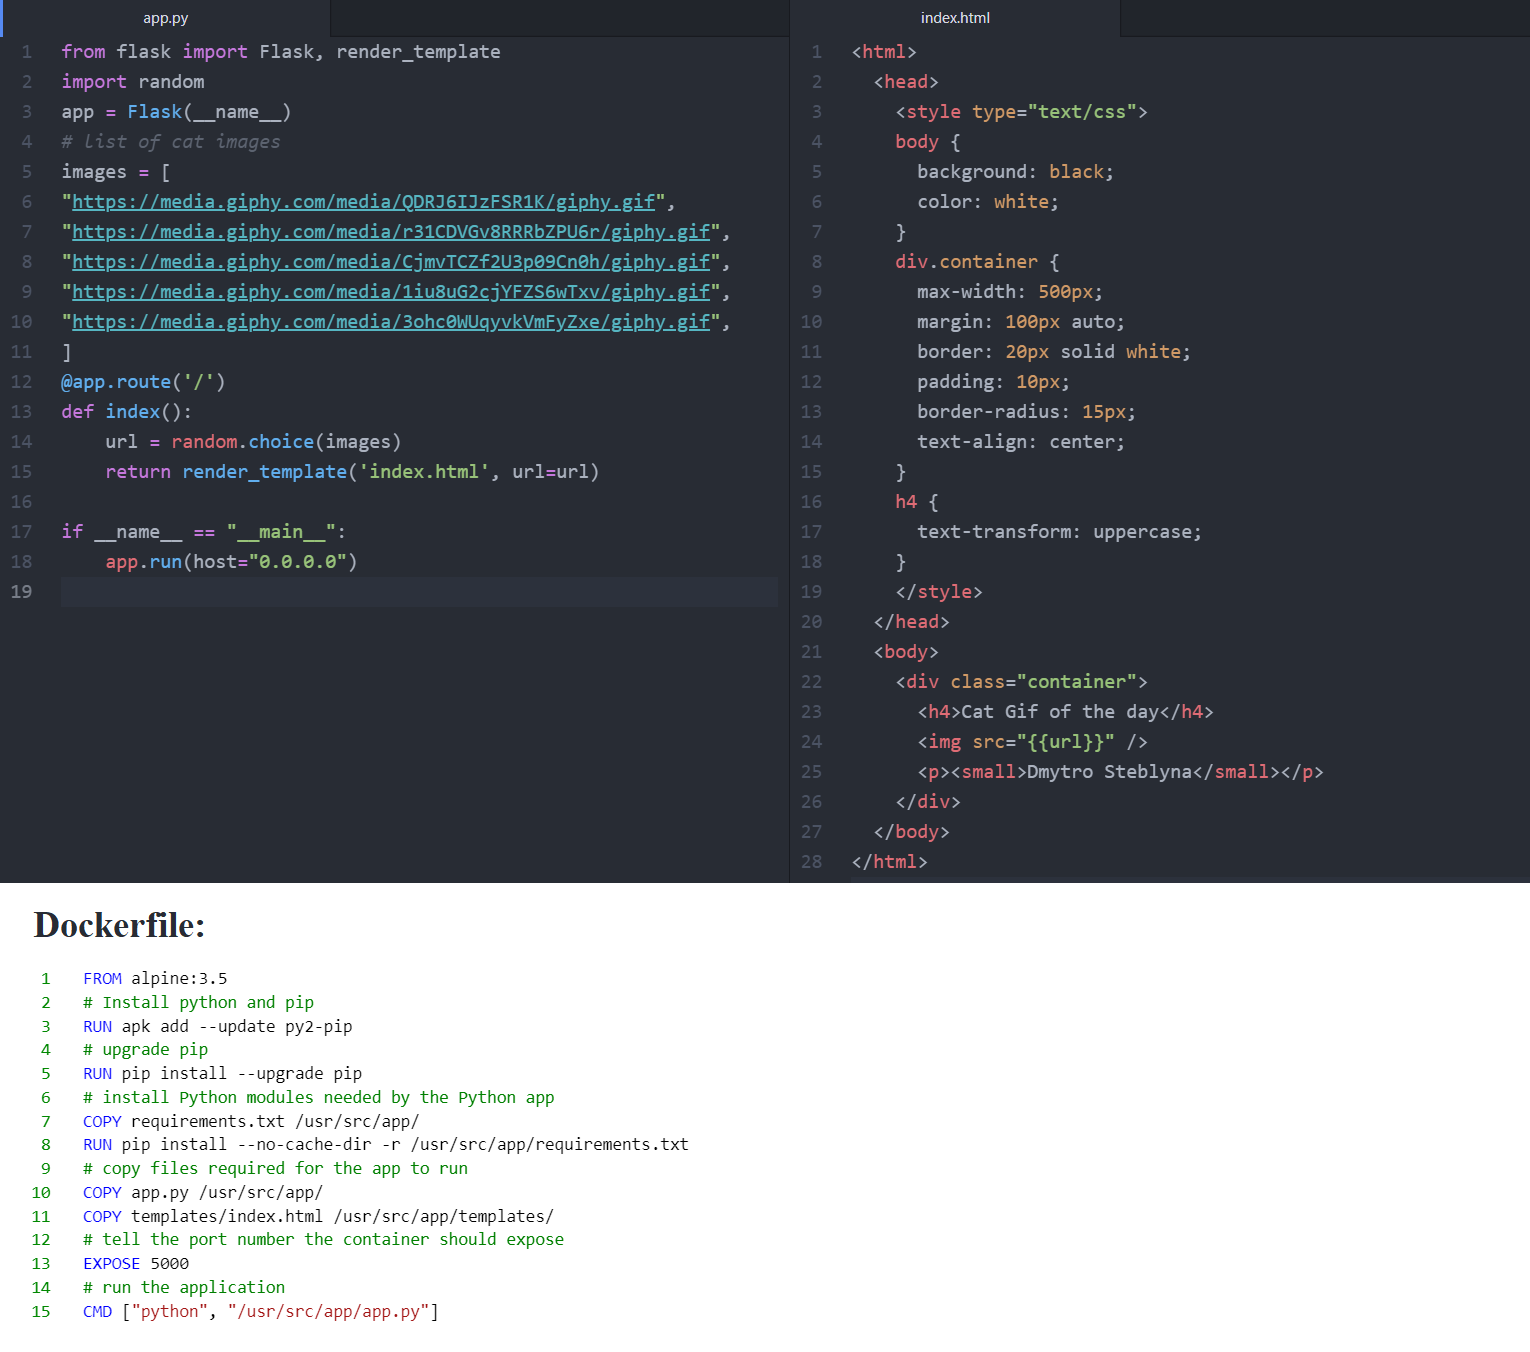 app.py
1 from flask import Flask, render_template
2 import random
3 app = Flask(__name__)
4 # list of cat images
5 images = [
6 "https://media.giphy.com/media/QDRJ6IJzFSR1K/giphy.gif",
7 "https://media.giphy.com/media/r31CDVGv8RRRbZPU6r/giphy.gif",
8 "https://media.giphy.com/media/CjmvTCZf2U3p09Cn0h/giphy.gif",
9 "https://media.giphy.com/media/1iu8uG2cjYFZS6wTxv/giphy.gif",
10 "https://media.giphy.com/media/3ohc0WUqyvkVmFyZxe/giphy.gif",
11 ]
12 @app.route('/')
13 def index():
14     url = random.choice(images)
15     return render_template('index.html', url=url)
16
17 if __name__ == "__main__":
18     app.run(host="0.0.0.0")
19
index.html
1 <html>
2   <head>
3     <style type="text/css">
4     body {
5       background: black;
6       color: white;
7     }
8     div.container {
9       max-width: 500px;
10       margin: 100px auto;
11       border: 20px solid white;
12       padding: 10px;
13       border-radius: 15px;
14       text-align: center;
15     }
16     h4 {
17       text-transform: uppercase;
18     }
19     </style>
20   </head>
21   <body>
22     <div class="container">
23       <h4>Cat Gif of the day</h4>
24       <img src="{{url}}" />
25       <p><small>Dmytro Steblyna</small></p>
26     </div>
27   </body>
28 </html>
Dockerfile:
1 FROM alpine:3.5
2 # Install python and pip
3 RUN apk add --update py2-pip
4 # upgrade pip
5 RUN pip install --upgrade pip
6 # install Python modules needed by the Python app
7 COPY requirements.txt /usr/src/app/
8 RUN pip install --no-cache-dir -r /usr/src/app/requirements.txt
9 # copy files required for the app to run
10 COPY app.py /usr/src/app/
11 COPY templates/index.html /usr/src/app/templates/
12 # tell the port number the container should expose
13 EXPOSE 5000
14 # run the application
15 CMD ["python", "/usr/src/app/app.py"]